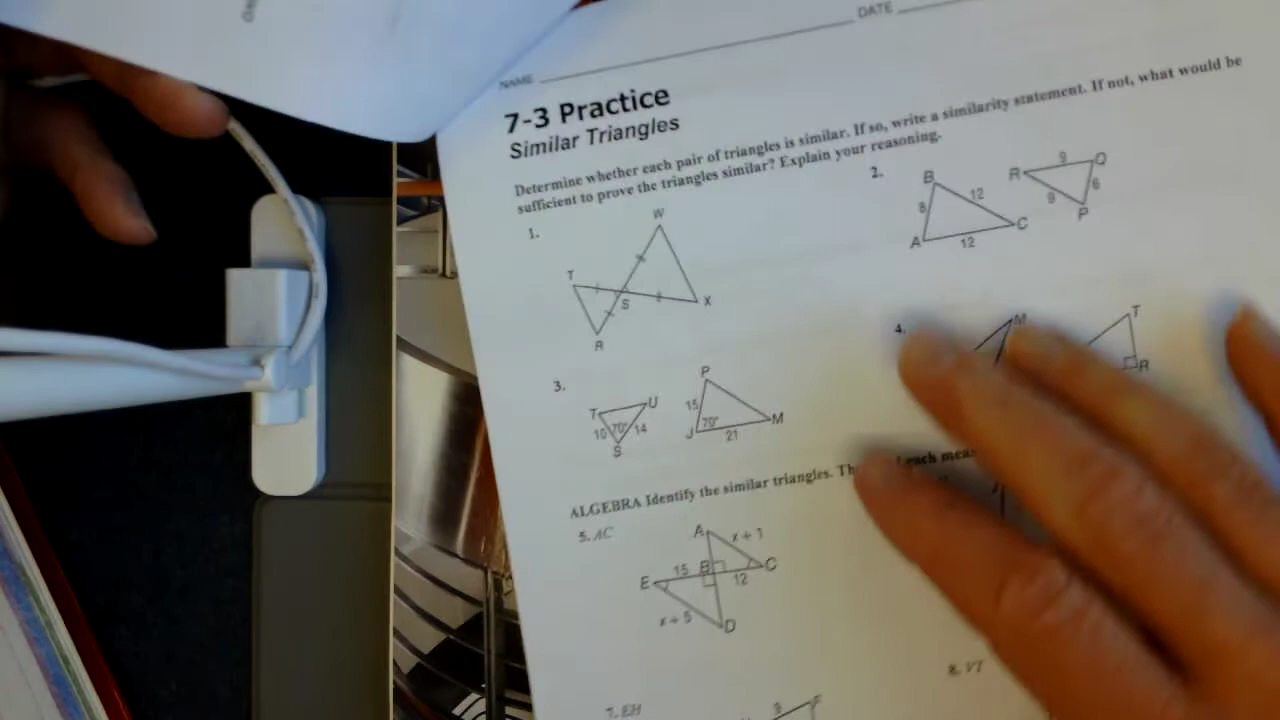 NAME
DATE
7-3 Practice
Similar Triangles
Determine whether each pair of triangles is similar. If so, write a similarity statement. If not, what would be
sufficient to prove the triangles similar? Explain your reasoning.
1.
W
T
S
X
R
2.
B
8
12
A
12
C
R
9
Q
9
6
P
3.
T
U
10
70°
14
S
P
15
70°
J
21
M
4.
M
T
R
ALGEBRA Identify the similar triangles. each
5. AC
A
x + 1
E
15
B
12
C
x + 5
D
7. EH
9
F
8. VT